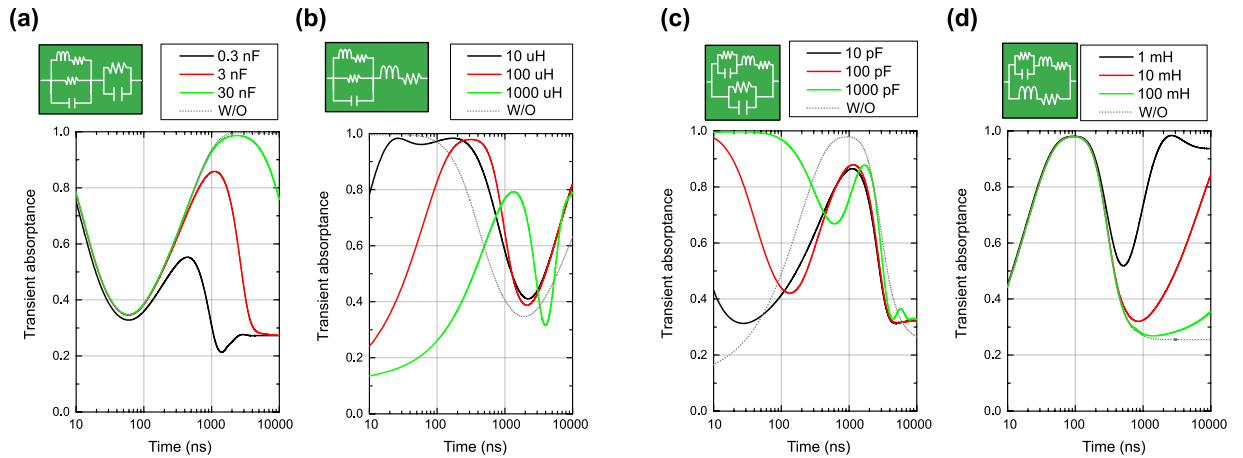 (a)
0.3 nF
3 nF
30 nF
W/O
1.0
0.8
0.6
0.4
0.2
0.0
10
100
1000
10000
Transient absorptance
Time (ns)
(b)
10 uH
100 uH
1000 uH
W/O
1.0
0.8
0.6
0.4
0.2
0.0
10
100
1000
10000
Transient absorptance
Time (ns)
(c)
10 pF
100 pF
1000 pF
W/O
1.0
0.8
0.6
0.4
0.2
0.0
10
100
1000
10000
Transient absorptance
Time (ns)
(d)
1 mH
10 mH
100 mH
W/O
1.0
0.8
0.6
0.4
0.2
0.0
10
100
1000
10000
Transient absorptance
Time (ns)